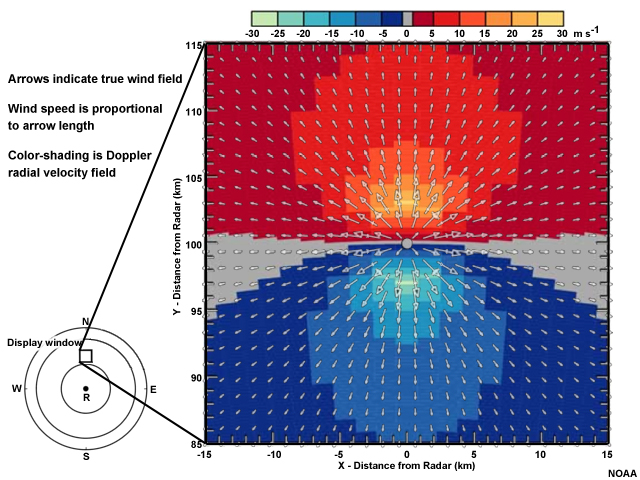 -30 -25 -20 -15 -10 -5 0 5 10 15 20 25 30 m s⁻¹
Arrows indicate true wind field
Wind speed is proportional
to arrow length
Color-shading is Doppler
radial velocity field
115
110
105
100
95
90
85
Y - Distance from Radar (km)
-15 -10 -5 0 5 10 15
X - Distance from Radar (km)
N
Display window
W R E
S
NOAA